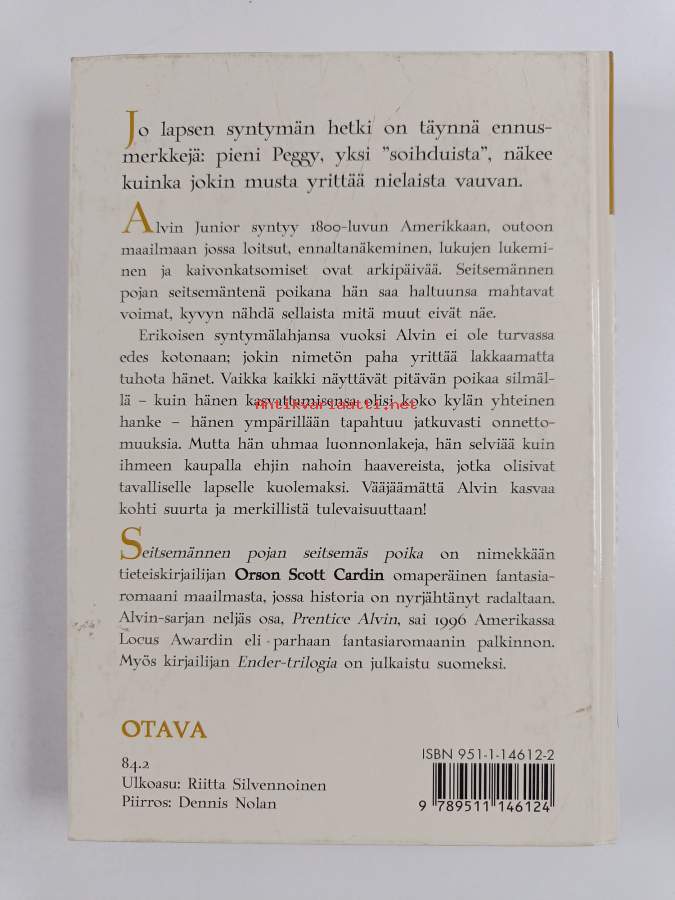 Jo lapsen syntymän hetki on täynnä ennus-
merkkejä: pieni Peggy, yksi ”soihduista”, näkee
kuinka jokin musta yrittää nielaista vauvan.
Alvin Junior syntyy 1800-luvun Amerikkaan, outoon
maailmaan jossa loitsut, ennaltanäkeminen, lukujen lukemi-
nen ja kaivonkatsomiset ovat arkipäivää. Seitsemännen
pojan seitsemäntenä poikana hän saa haltuunsa mahtavat
voimat, kyvyn nähdä sellaista mitä muut eivät näe.
Erikoisen syntymälahjansa vuoksi Alvin ei ole turvassa
edes kotonaan; jokin nimetön paha yrittää lakkaamatta
tuhota hänet. Vaikka kaikki näyttävät pitävän poikaa silmäl-
lä – kuin hänen kasvattamisensa olisi koko kylän yhteinen
Antikvariaatti.net
hanke – hänen ympärillään tapahtuu jatkuvasti onnetto-
muuksia. Mutta hän uhmaa luonnonlakeja, hän selviää kuin
ihmeen kaupalla ehjin nahoin haavereista, jotka olisivat
tavalliselle lapselle kuolemaksi. Vääjäämättä Alvin kasvaa
kohti suurta ja merkillistä tulevaisuuttaan!
Seitsemännen pojan seitsemäs poika on nimekkään
tieteiskirjailijan Orson Scott Cardin omaperäinen fantasia-
romaani maailmasta, jossa historia on nyrjähtänyt radaltaan.
Alvin-sarjan neljäs osa, Prentice Alvin, sai 1996 Amerikassa
Locus Awardin eli parhaan fantasiaromaanin palkinnon.
Myös kirjailijan Ender-trilogia on julkaistu suomeksi.
OTAVA
84.2
Ulkoasu: Riitta Silvennoinen
Piirros: Dennis Nolan
ISBN 951-1-14612-2
9 789511 146124